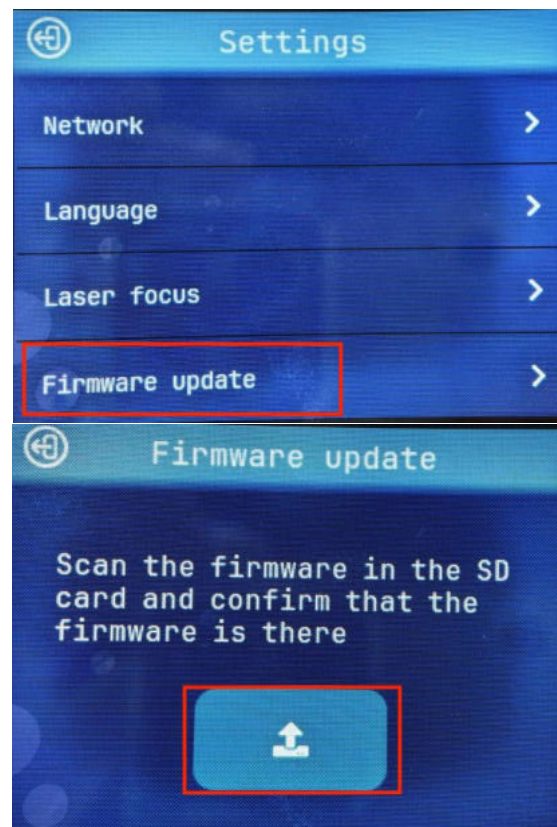 Settings
Network
Language
Laser focus
Firmware update
Firmware update
Scan the firmware in the SD
card and confirm that the
firmware is there